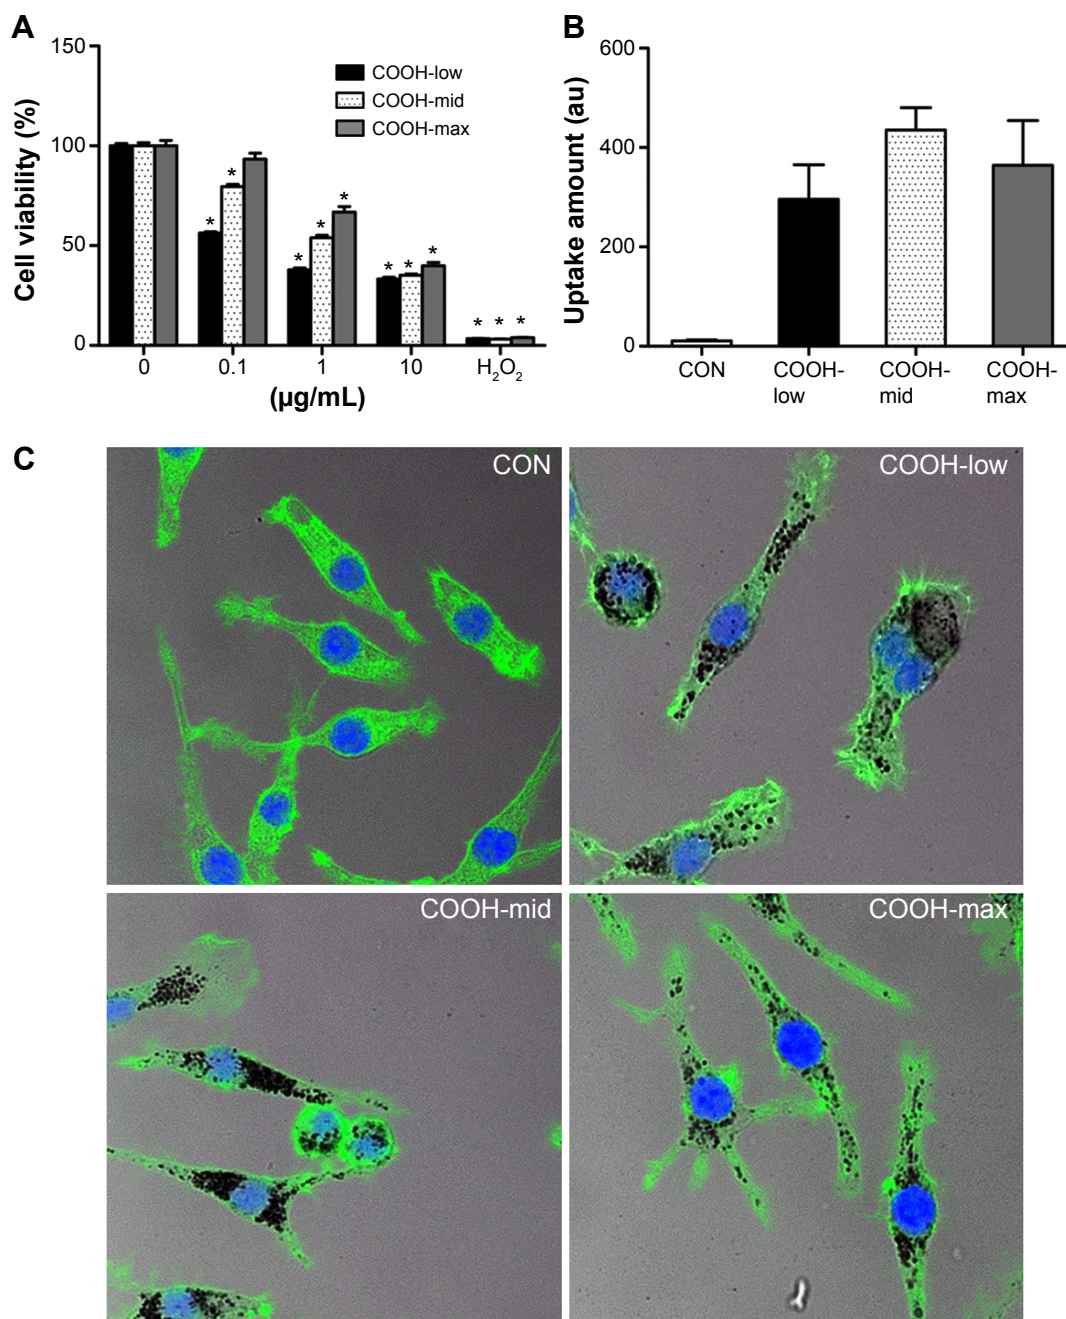 A
Cell viability (%)
150
100
50
0
COOH-low
COOH-mid
COOH-max
* * * * * * * * * * *
0 0.1 1 10 H₂O₂
(µg/mL)
B
Uptake amount (au)
600
400
200
0
CON COOH-low COOH-mid COOH-max
C
CON
COOH-low
COOH-mid
COOH-max